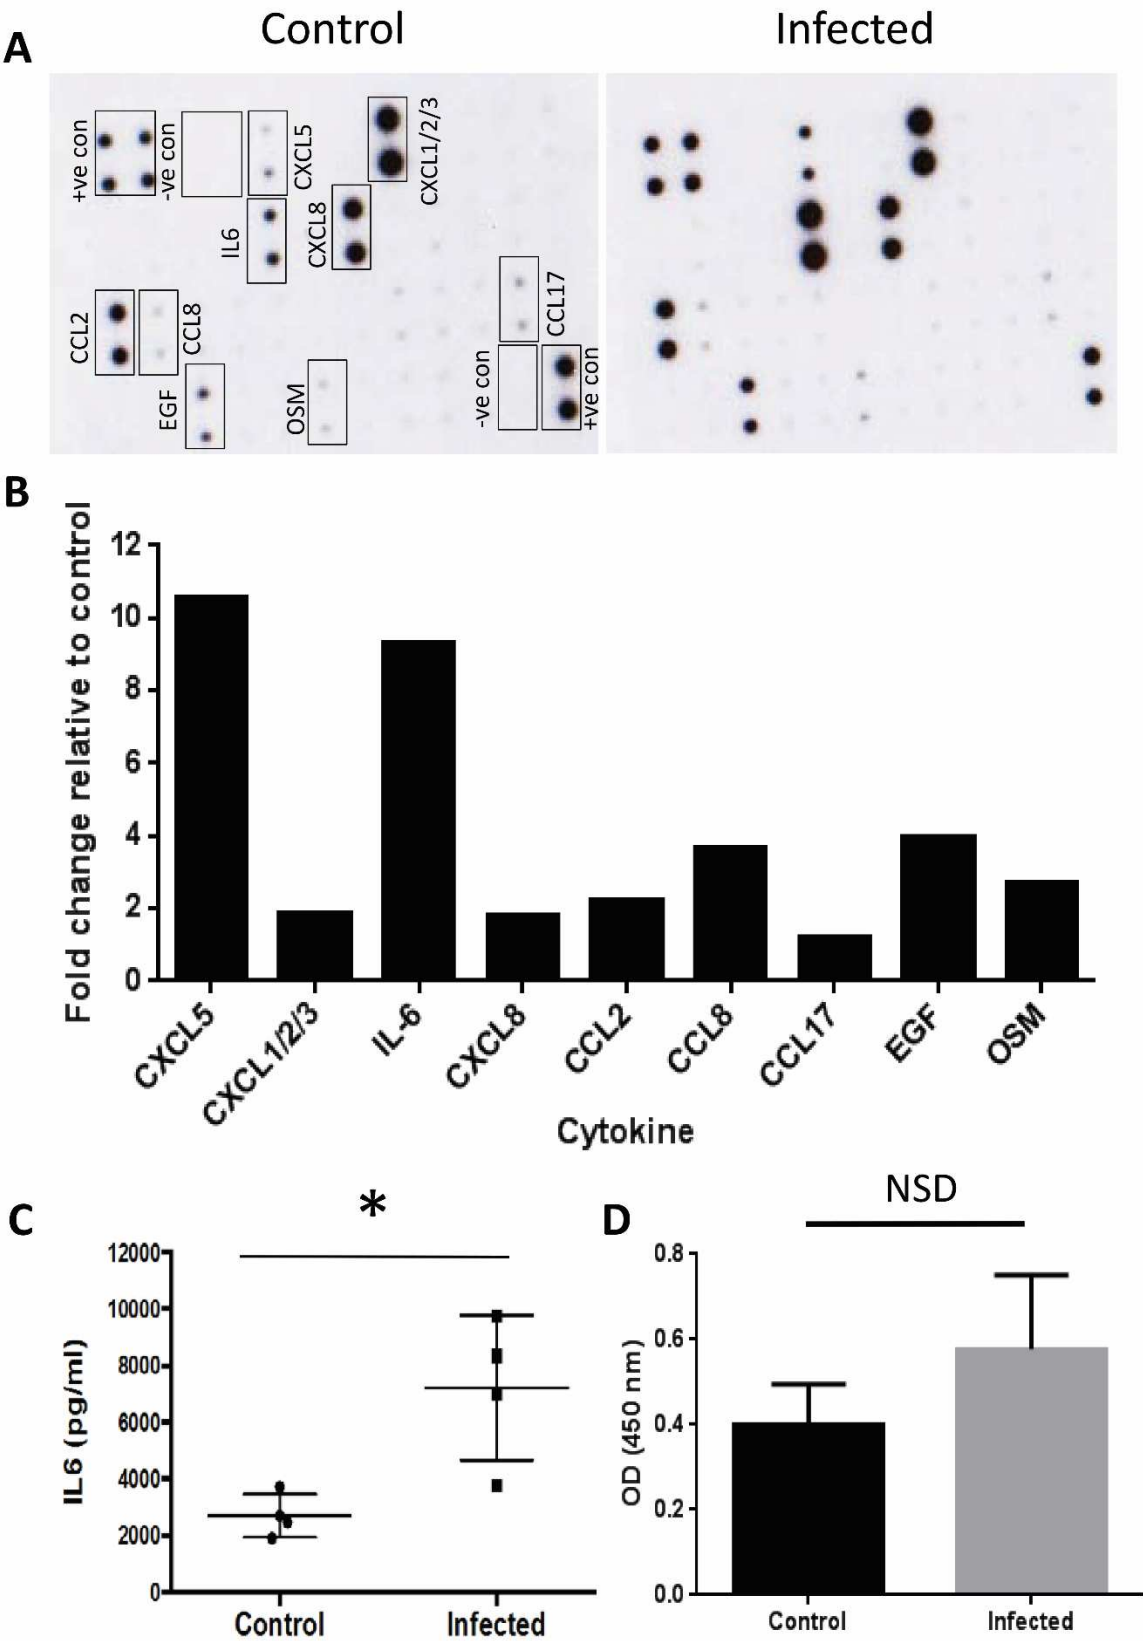 A
Control
Infected
+ve con
-ve con
CXCL5
CXCL1/2/3
IL6
CXCL8
CCL17
CCL2
CCL8
EGF
OSM
-ve con
+ve con
B
Fold change relative to control
12
10
8
6
4
2
0
CXCL5
CXCL1/2/3
IL-6
CXCL8
CCL2
CCL8
CCL17
EGF
OSM
Cytokine
C
*
IL6 (pg/ml)
12000
10000
8000
6000
4000
2000
0
Control
Infected
D
NSD
OD (450 nm)
0.8
0.6
0.4
0.2
0.0
Control
Infected